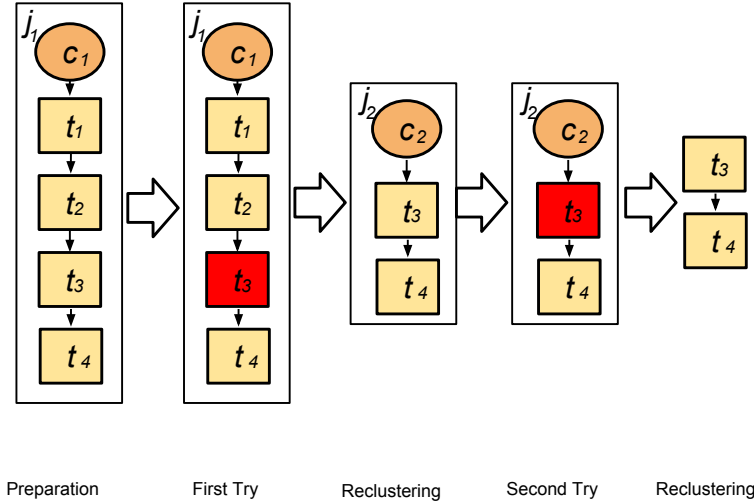 j1
c1
t1
t2
t3
t4
j1
c1
t1
t2
t3
t4
j2
c2
t3
t4
j2
c2
t3
t4
t3
t4
Preparation
First Try
Reclustering
Second Try
Reclustering